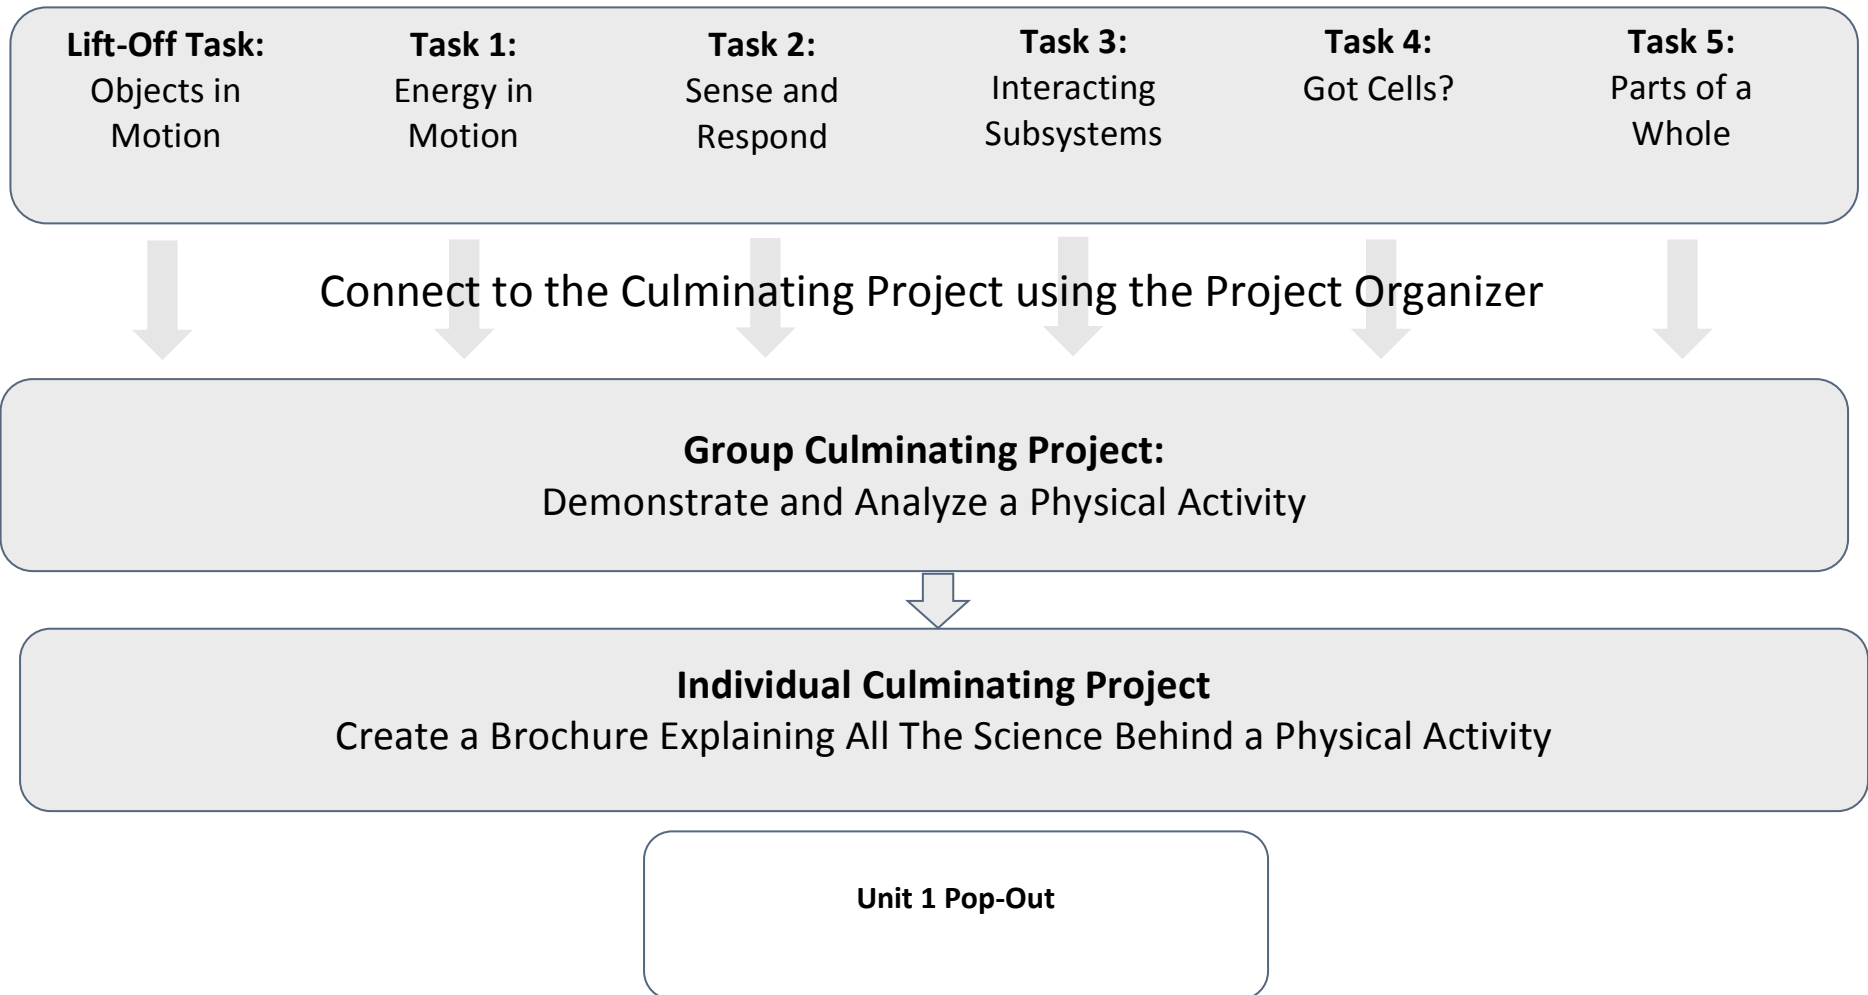 Lift-Off Task:
Objects in
Motion
Task 1:
Energy in
Motion
Task 2:
Sense and
Respond
Task 3:
Interacting
Subsystems
Task 4:
Got Cells?
Task 5:
Parts of a
Whole
Connect to the Culminating Project using the Project Organizer
Group Culminating Project:
Demonstrate and Analyze a Physical Activity
Individual Culminating Project
Create a Brochure Explaining All The Science Behind a Physical Activity
Unit 1 Pop-Out